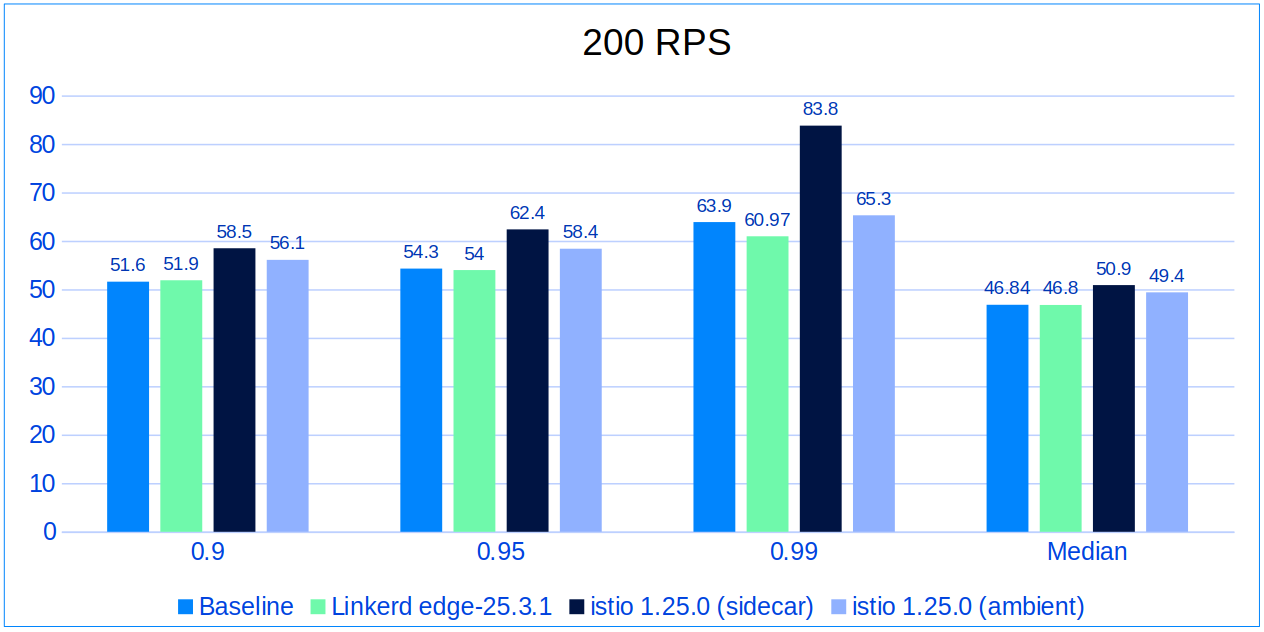 200 RPS
90
80
70
60
50
40
30
20
10
0
51.6 51.9 58.5 56.1
54.3 54 62.4 58.4
63.9 60.97 83.8 65.3
46.84 46.8 50.9 49.4
0.9 0.95 0.99 Median
Baseline Linkerd edge-25.3.1 istio 1.25.0 (sidecar) istio 1.25.0 (ambient)